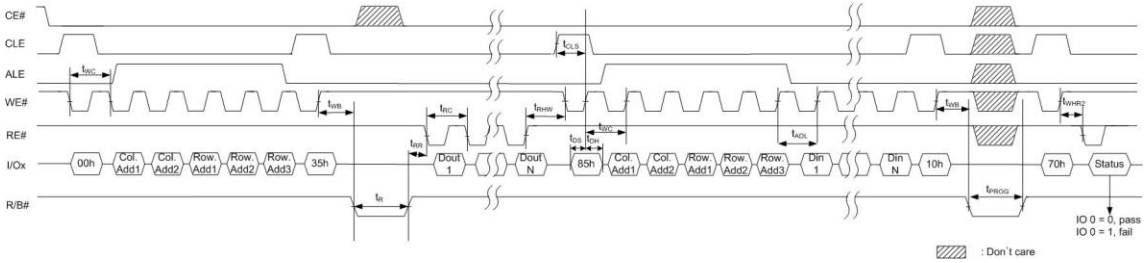 CE#
CLE
tCLS
ALE
tWC
WE#
tWB tRC tRHW tWC tADL tWB tWHR2
RE#
tRR tDS tDH
I/Ox 00h Col. Add1 Col. Add2 Row. Add1 Row. Add2 Row. Add3 35h Dout 1 Dout N 85h Col. Add1 Col. Add2 Row. Add1 Row. Add2 Row. Add3 Din 1 Din N 10h 70h Status
tR tPROG
R/B#
IO 0 = 0, pass
IO 0 = 1, fail
: Don`t care